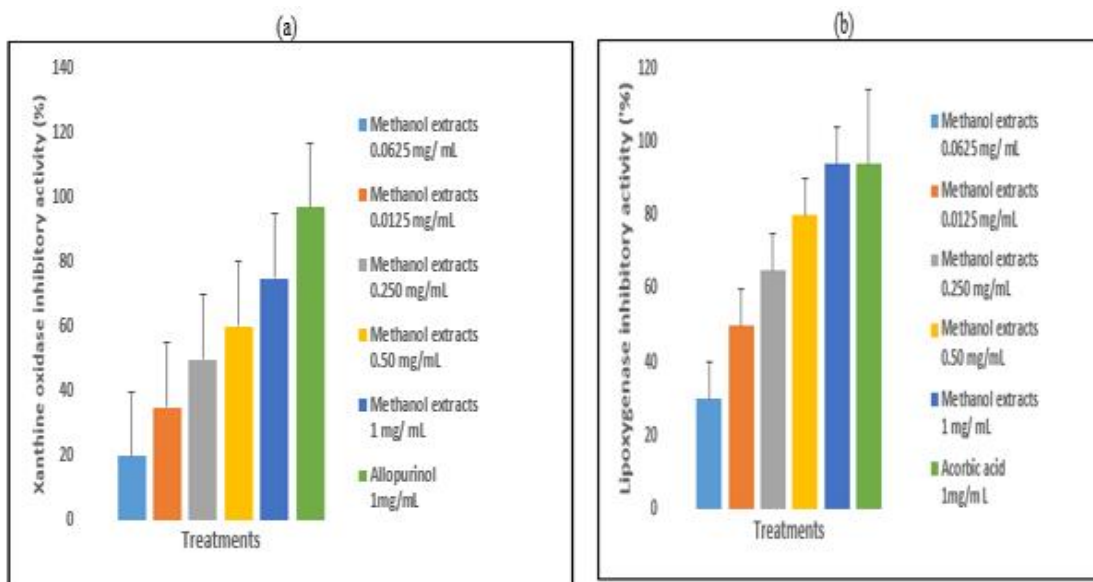 (a)
Xanthine oxidase inhibitory activity (%)
140
120
100
80
60
40
20
0
Treatments
Methanol extracts
0.0625 mg/ mL
Methanol extracts
0.0125 mg/mL
Methanol extracts
0.250 mg/mL
Methanol extracts
0.50 mg/mL
Methanol extracts
1 mg/ mL
Allopurinol
1mg/mL
(b)
Lipoxygenase inhibitory activity ('%)
120
100
80
60
40
20
0
Treatments
Methanol extracts
0.0625 mg/ mL
Methanol extracts
0.0125 mg/mL
Methanol extracts
0.250 mg/mL
Methanol extracts
0.50 mg/mL
Methanol extracts
1 mg/ mL
Acorbic acid
1mg/m L